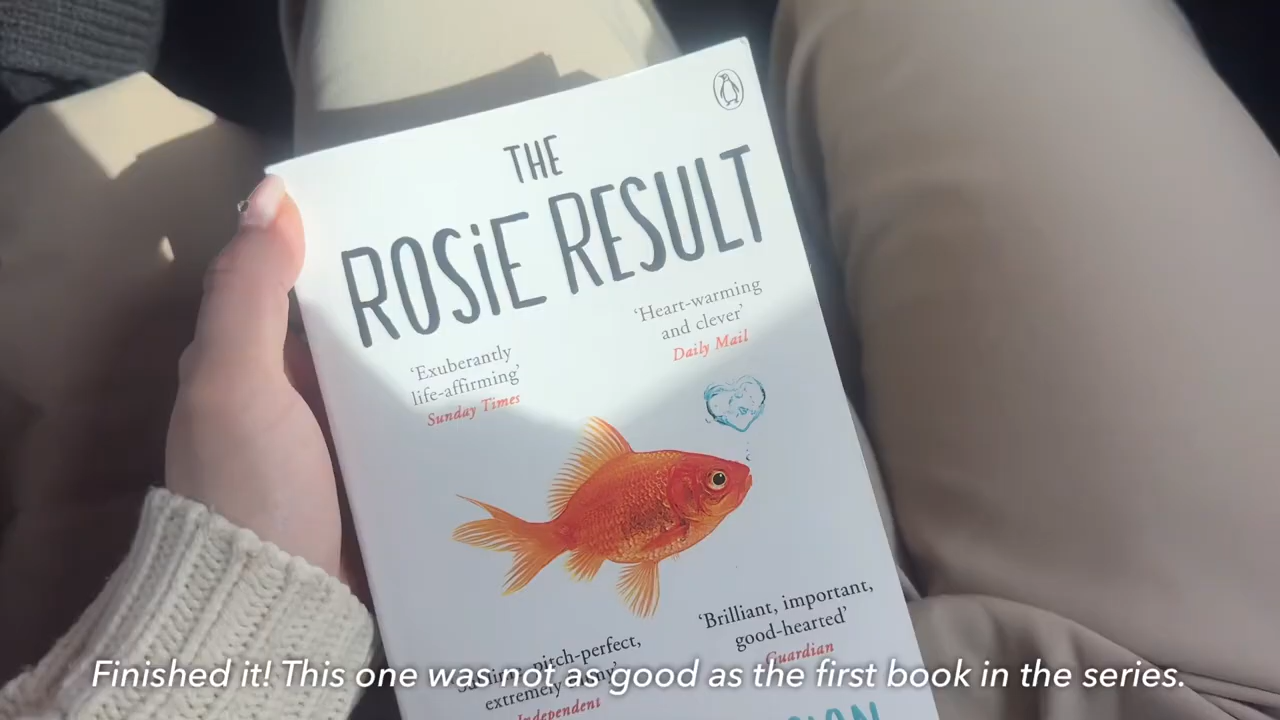 THE
ROSiE RESULT
'Heart-warming
and clever'
Daily Mail
'Exuberantly
life-affirming'
Sunday Times
'Brilliant, important,
good-hearted'
Guardian
pitch-perfect,
extremely
Independent
Finished it! This one was not as good as the first book in the series.